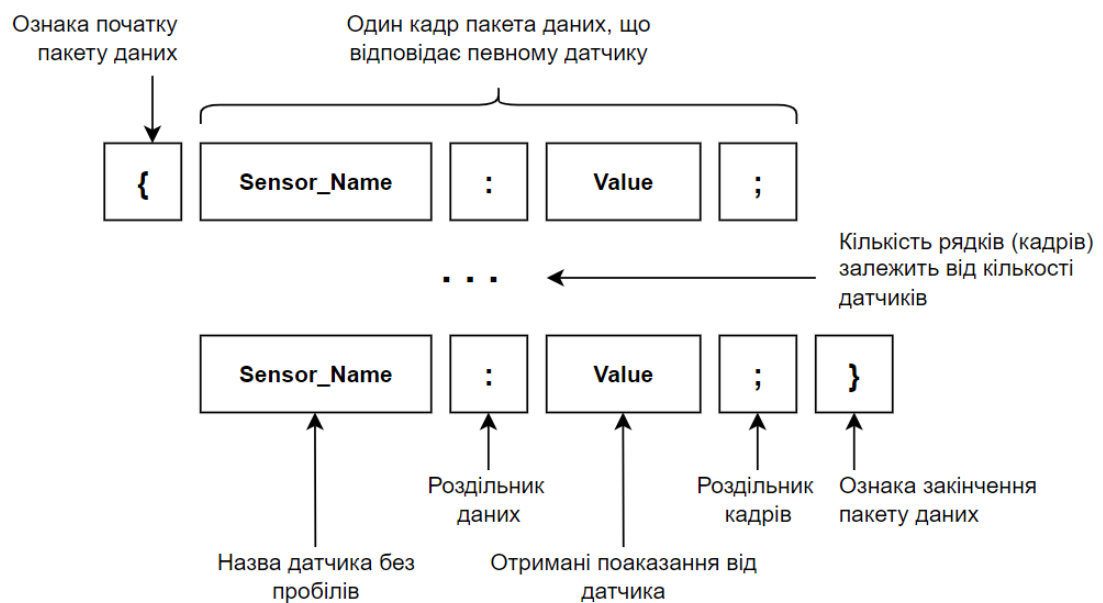 Ознака початку
пакету даних
Один кадр пакета даних, що
відповідає певному датчику
{ Sensor_Name : Value ;
. . .
Кількість рядків (кадрів)
залежить від кількості
датчиків
Sensor_Name : Value ; }
Роздільник
даних
Роздільник
кадрів
Ознака закінчення
пакету даних
Назва датчика без
пробілів
Отримані поаказання від
датчика